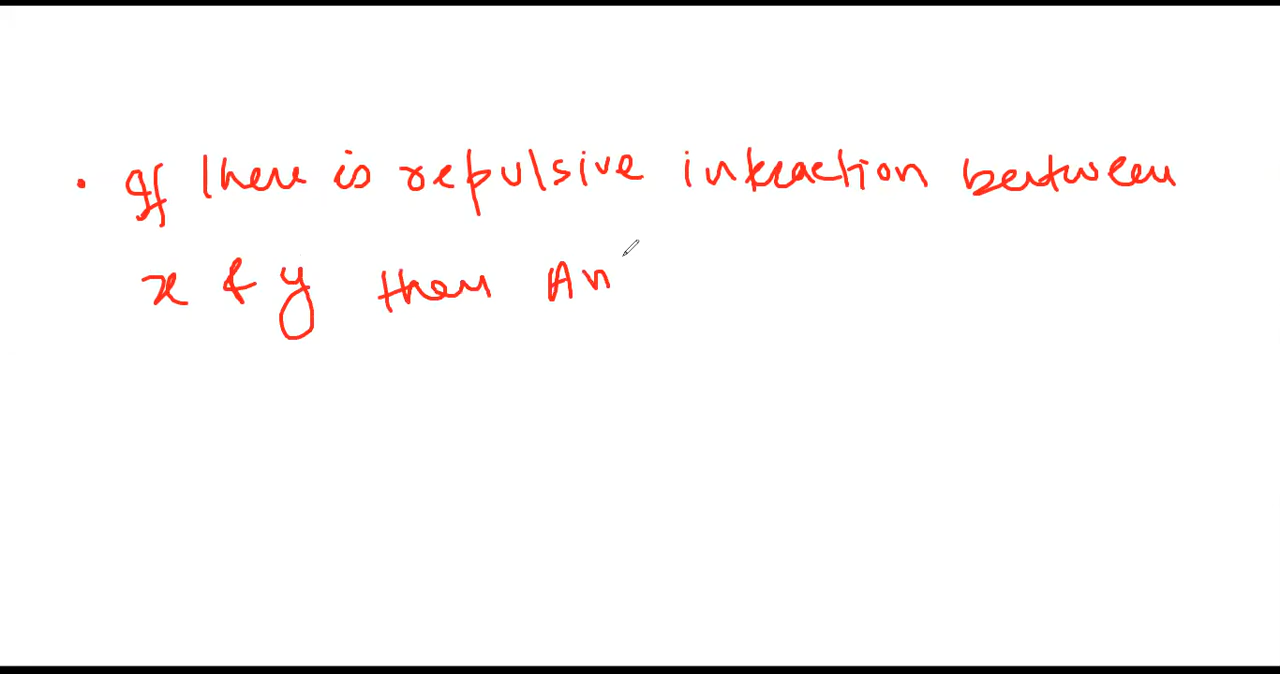 • If there is repulsive interaction between
x & y then An